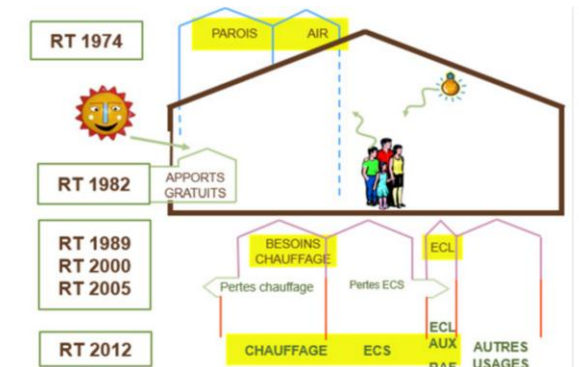 RT 1974
PAROIS
AIR
RT 1982
APPORTS
GRATUITS
RT 1989
RT 2000
RT 2005
BESOINS
CHAUFFAGE
ECL
Pertes chauffage
Pertes ECS
RT 2012
CHAUFFAGE
ECS
ECL
AUX
AUTRES
USAGES